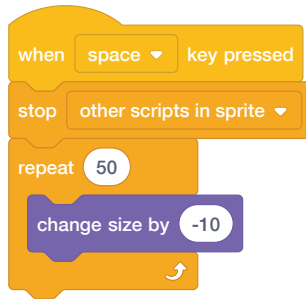 when space key pressed
stop other scripts in sprite
repeat 50
change size by -10